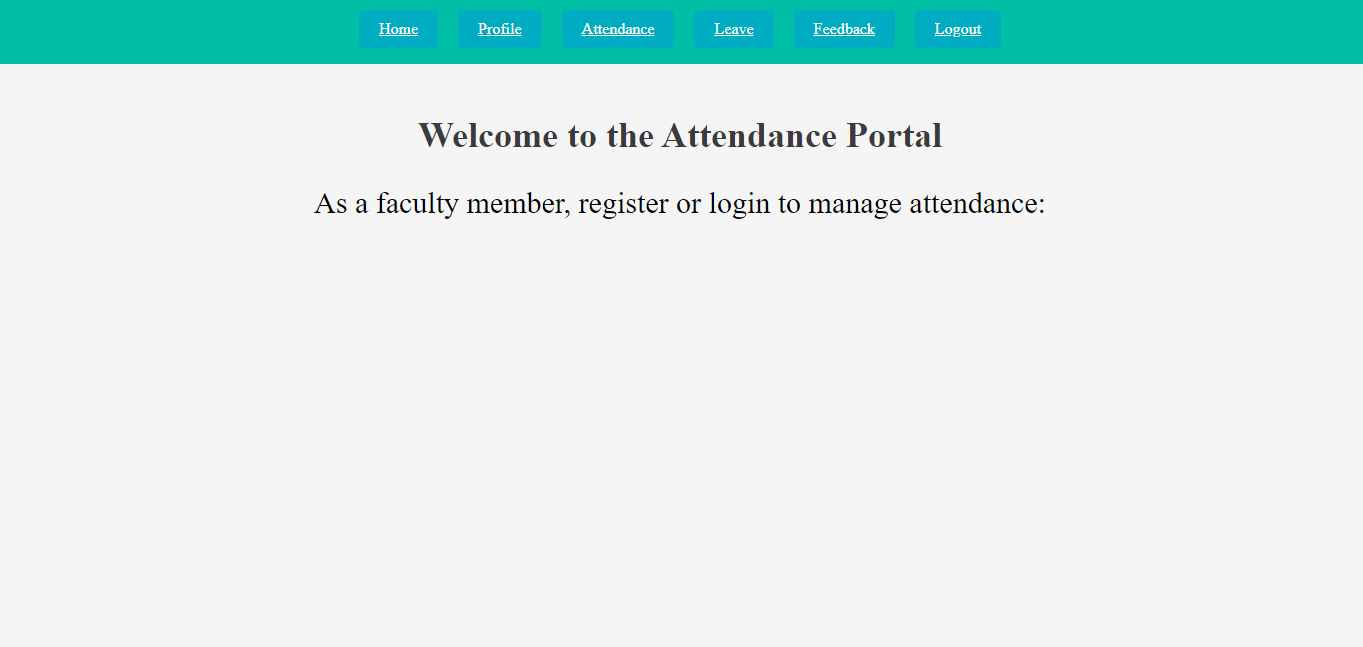 Home Profile Attendance Leave Feedback Logout
Welcome to the Attendance Portal
As a faculty member, register or login to manage attendance: